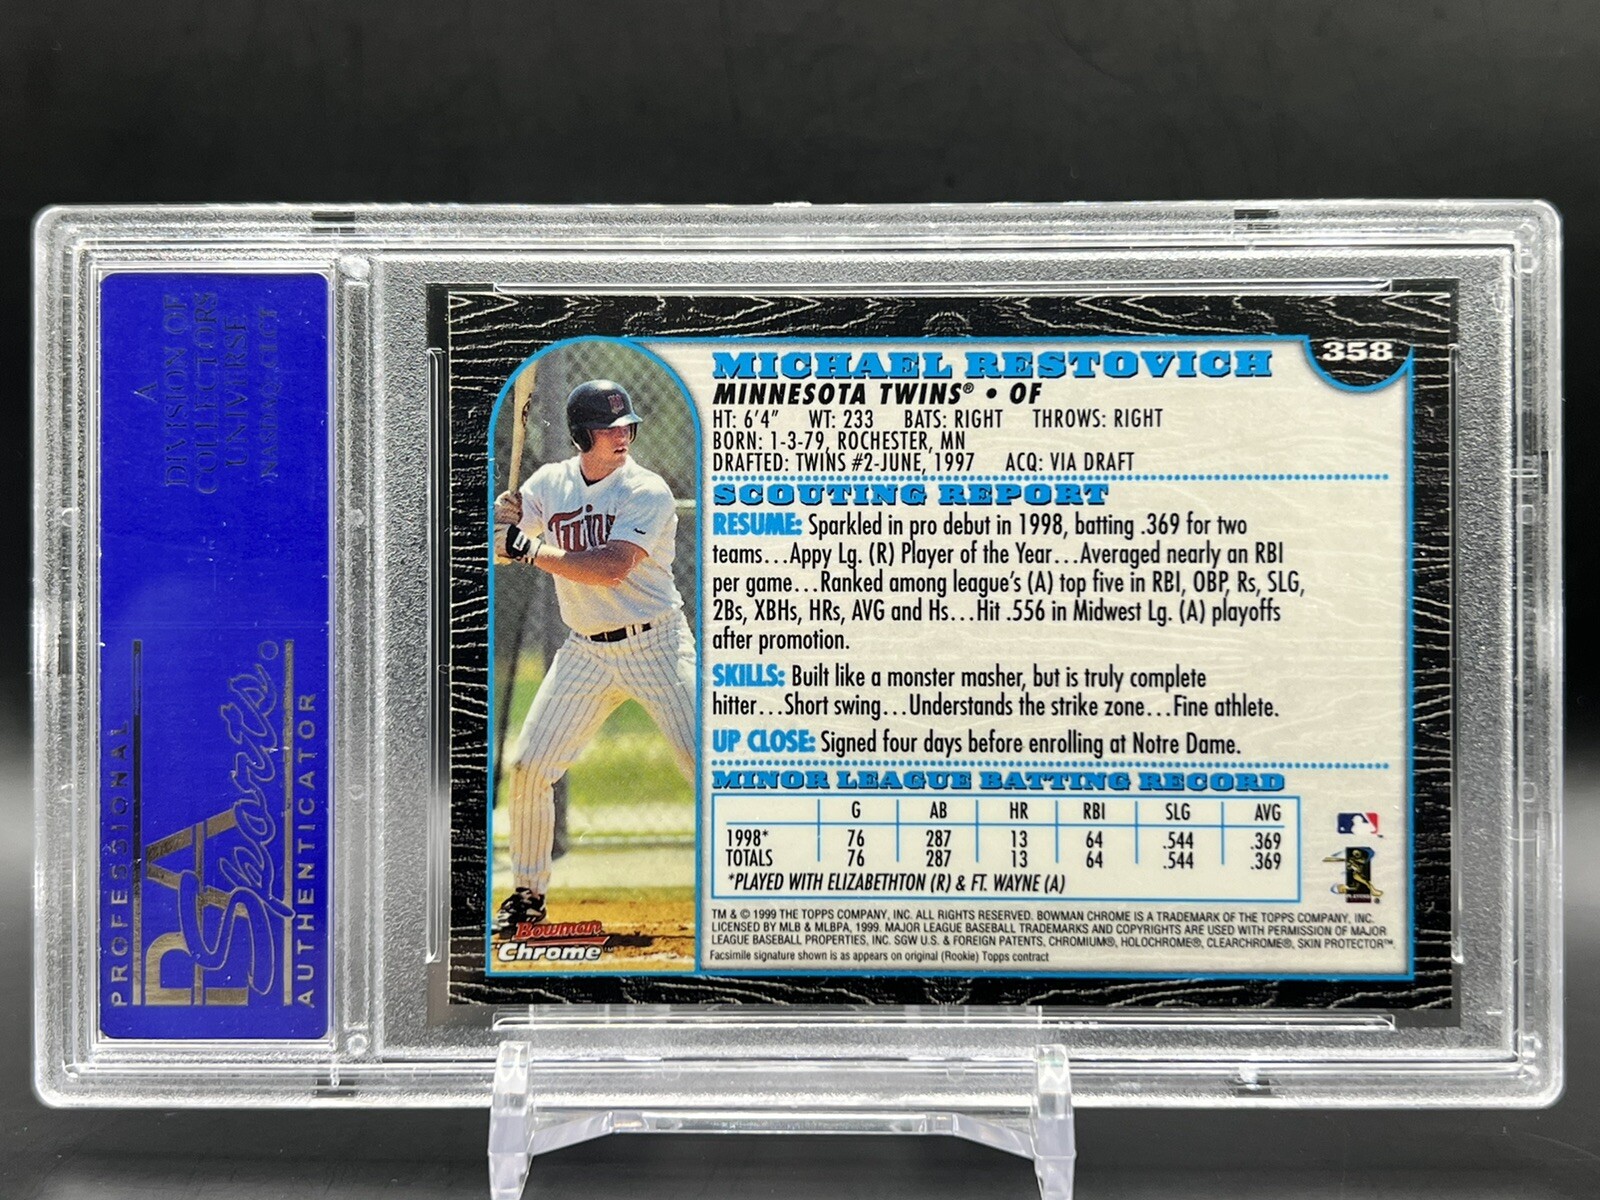 A
DIVISION OF
COLLECTORS
UNIVERSE
NASDAQ: CLCT
PROFESSIONAL
PSA
Sports
AUTHENTICATOR
358
MICHAEL RESTOVICH
MINNESOTA TWINS® • OF
HT: 6'4" WT: 233 BATS: RIGHT THROWS: RIGHT
BORN: 1-3-79, ROCHESTER, MN
DRAFTED: TWINS #2-JUNE, 1997 ACQ: VIA DRAFT
SCOUTING REPORT
RESUME: Sparkled in pro debut in 1998, batting .369 for two
teams...Appy Lg. (R) Player of the Year...Averaged nearly an RBI
per game...Ranked among league's (A) top five in RBI, OBP, Rs, SLG,
2Bs, XBHs, HRs, AVG and Hs...Hit .556 in Midwest Lg. (A) playoffs
after promotion.
SKILLS: Built like a monster masher, but is truly complete
hitter...Short swing...Understands the strike zone...Fine athlete.
UP CLOSE: Signed four days before enrolling at Notre Dame.
MINOR LEAGUE BATTING RECORD
G AB HR RBI SLG AVG
1998* 76 287 13 64 .544 .369
TOTALS 76 287 13 64 .544 .369
*PLAYED WITH ELIZABETHTON (R) & FT. WAYNE (A)
TM & © 1999 THE TOPPS COMPANY, INC. ALL RIGHTS RESERVED. BOWMAN CHROME IS A TRADEMARK OF THE TOPPS COMPANY, INC.
LICENSED BY MLB & MLBPA, 1999. MAJOR LEAGUE BASEBALL TRADEMARKS AND COPYRIGHTS ARE USED WITH PERMISSION OF MAJOR
LEAGUE BASEBALL PROPERTIES, INC. SGW U.S. & FOREIGN PATENTS, CHROMIUM®, HOLOCHROME®, CLEARCHROME®, SKIN PROTECTOR™.
Facsimile signature shown is as appears on original (Rookie) Topps contract
Twins
Bowman
Chrome™